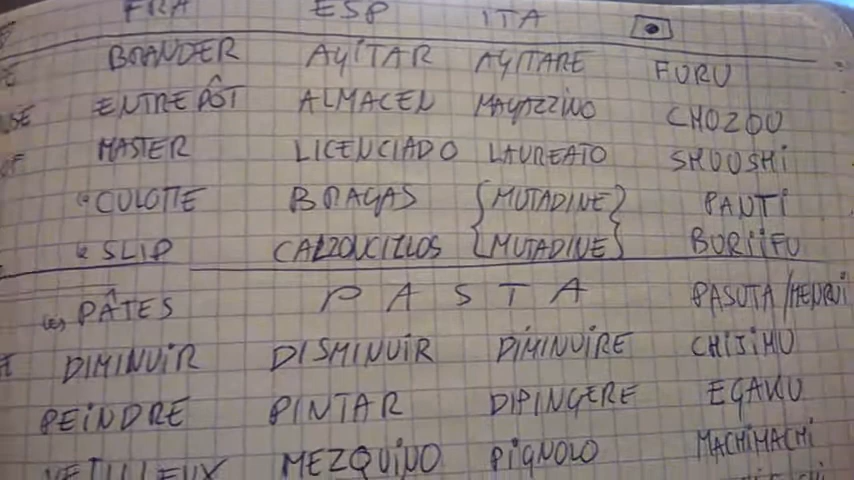 FRA ESP ITA
BRANDER AGITAR AGITARE FURU
ENTREPÔT ALMACEN MAGAZZINO CHOZOU
MASTER LICENCIADO LAUREATO SHUUSHI
CULOTTE BRAGAS {MUTADINE} PANTI
SLIP CALZONCILLOS {MUTADINE} BURIIFU
(les) PÂTES PASTA PASUTA/MENRUI
DIMINUIR DISMINUIR DIMINUIRE CHIJIMU
PEINDRE PINTAR DIPINGERE EGAKU
VETILLEUX MEZQUINO PIGNOLO MACHIMACHI